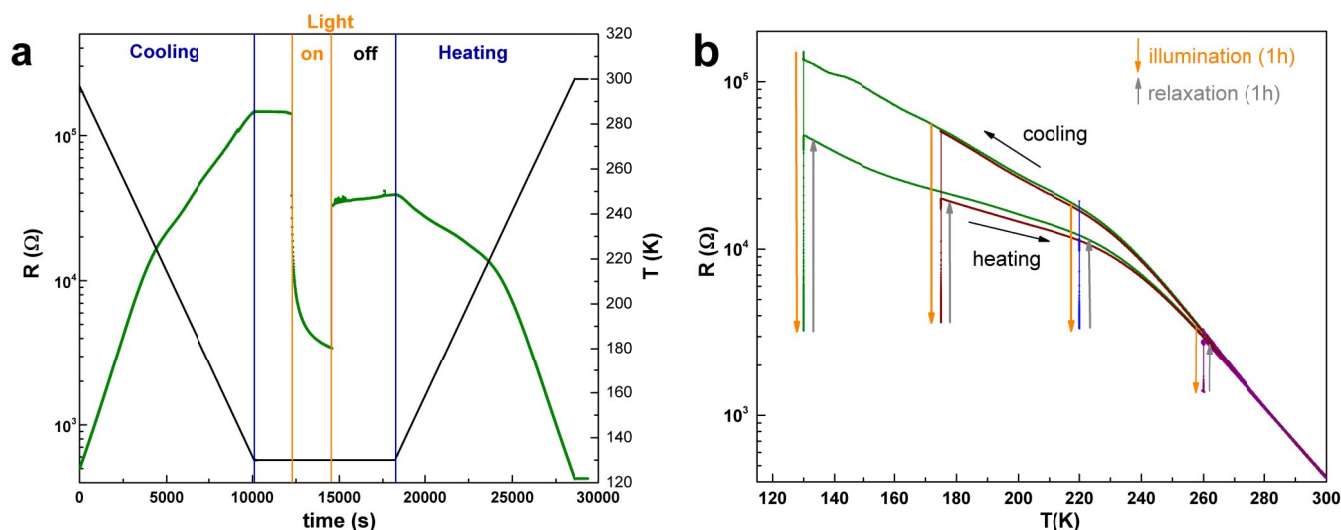 a
Light
Cooling
on
off
Heating
R (Ω)
10⁵
10⁴
10³
320
300
280
260
240
220
200
180
160
140
120
T (K)
0
5000
10000
15000
20000
25000
30000
time (s)
b
illumination (1h)
relaxation (1h)
cooling
heating
R (Ω)
10⁵
10⁴
10³
120
140
160
180
200
220
240
260
280
300
T(K)